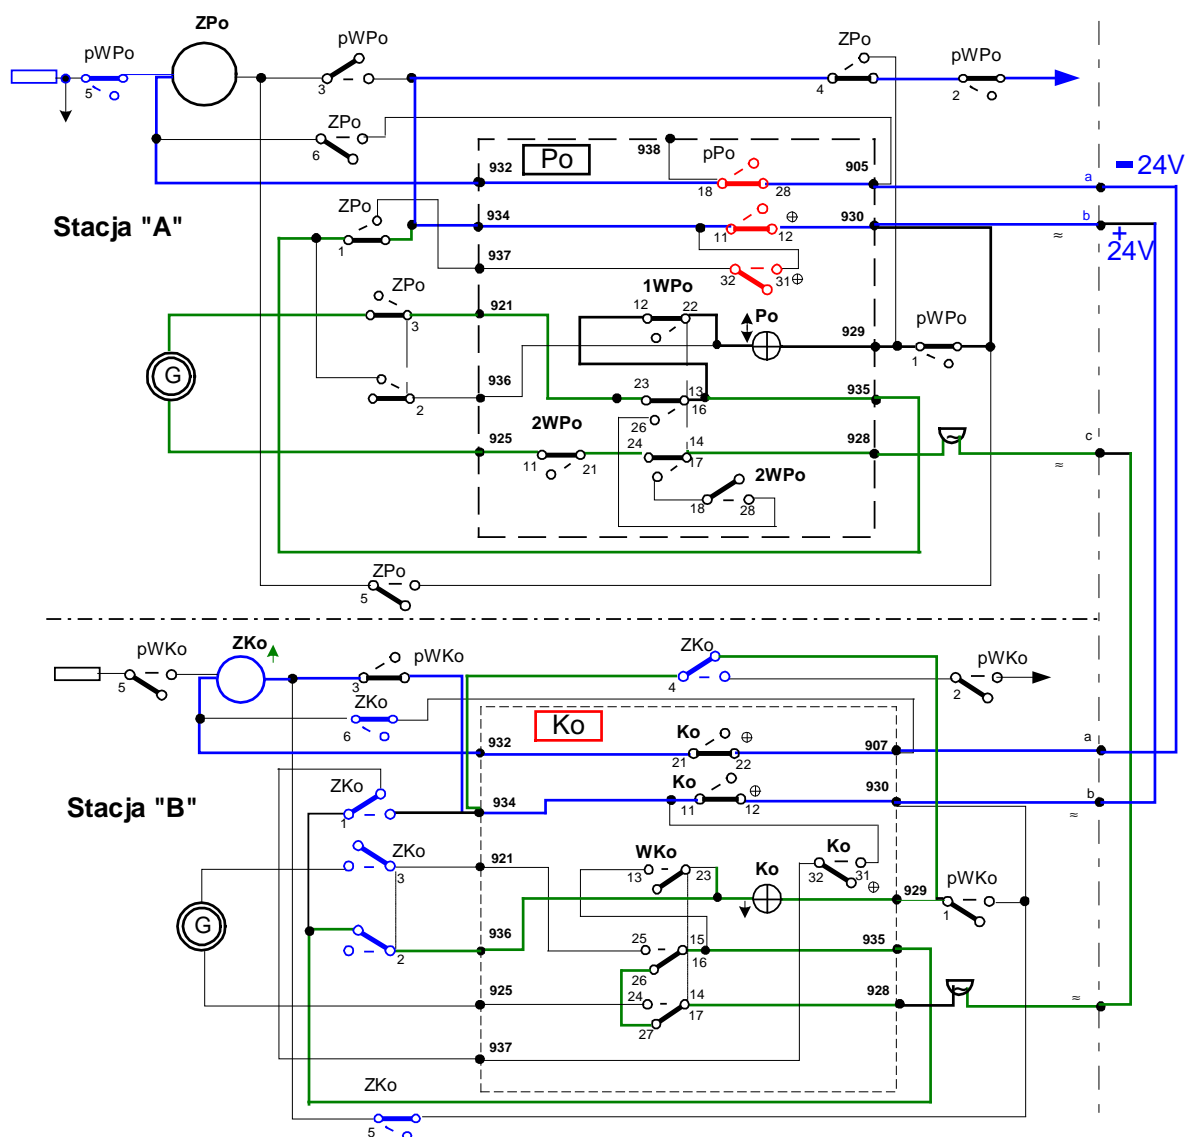 ZPo
pWPo
pWPo
ZPo
pWPo
5
3
4
2
ZPo
6
938
pPo
932
Po
905
18
28
a
- 24V
Stacja "A"
ZPo
934
930
b
11
12
⊕
+
24V
≈
1
937
32
31
⊕
ZPo
1WPo
921
12
22
Po
929
pWPo
3
1
G
936
23
13
935
2
16
26
2WPo
925
24
14
928
c
11
21
17
≈
2WPo
18
28
ZPo
5
pWKo
ZKo
pWKo
ZKo
pWKo
5
3
4
2
ZKo
6
Ko
Ko
932
907
a
21
22
⊕
ZKo
Ko
Stacja "B"
934
930
b
1
11
12
⊕
≈
ZKo
921
WKo
Ko
Ko
3
13
23
32
31
⊕
929
pWKo
1
G
936
25
15
935
2
16
26
925
24
14
928
≈
17
27
937
ZKo
5